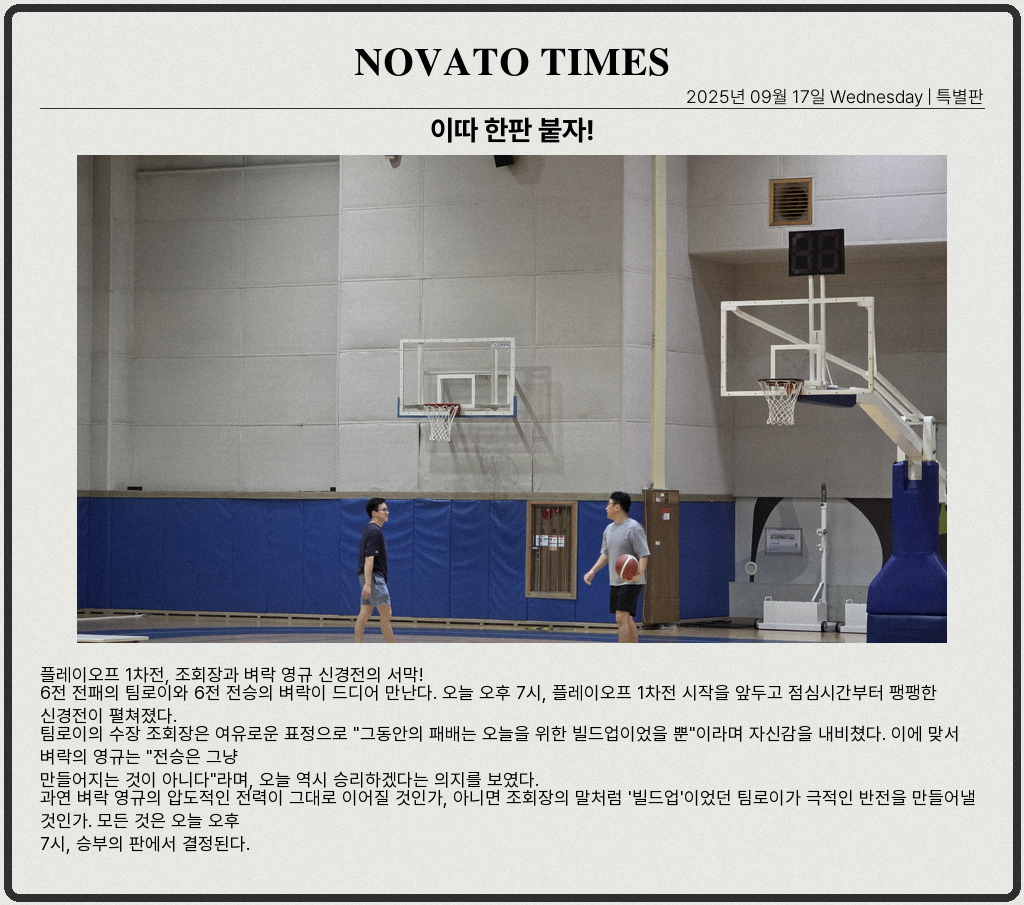 NOVATO TIMES
2025년 09월 17일 Wednesday | 특별판
이따 한판 붙자!
플레이오프 1차전, 조회장과 벼락 영규 신경전의 서막!
6전 전패의 팀로이와 6전 전승의 벼락이 드디어 만난다. 오늘 오후 7시, 플레이오프 1차전 시작을 앞두고 점심시간부터 팽팽한
신경전이 펼쳐졌다.
팀로이의 수장 조회장은 여유로운 표정으로 "그동안의 패배는 오늘을 위한 빌드업이었을 뿐"이라며 자신감을 내비쳤다. 이에 맞서
벼락의 영규는 "전승은 그냥
만들어지는 것이 아니다"라며, 오늘 역시 승리하겠다는 의지를 보였다.
과연 벼락 영규의 압도적인 전력이 그대로 이어질 것인가, 아니면 조회장의 말처럼 '빌드업'이었던 팀로이가 극적인 반전을 만들어낼
것인가. 모든 것은 오늘 오후
7시, 승부의 판에서 결정된다.